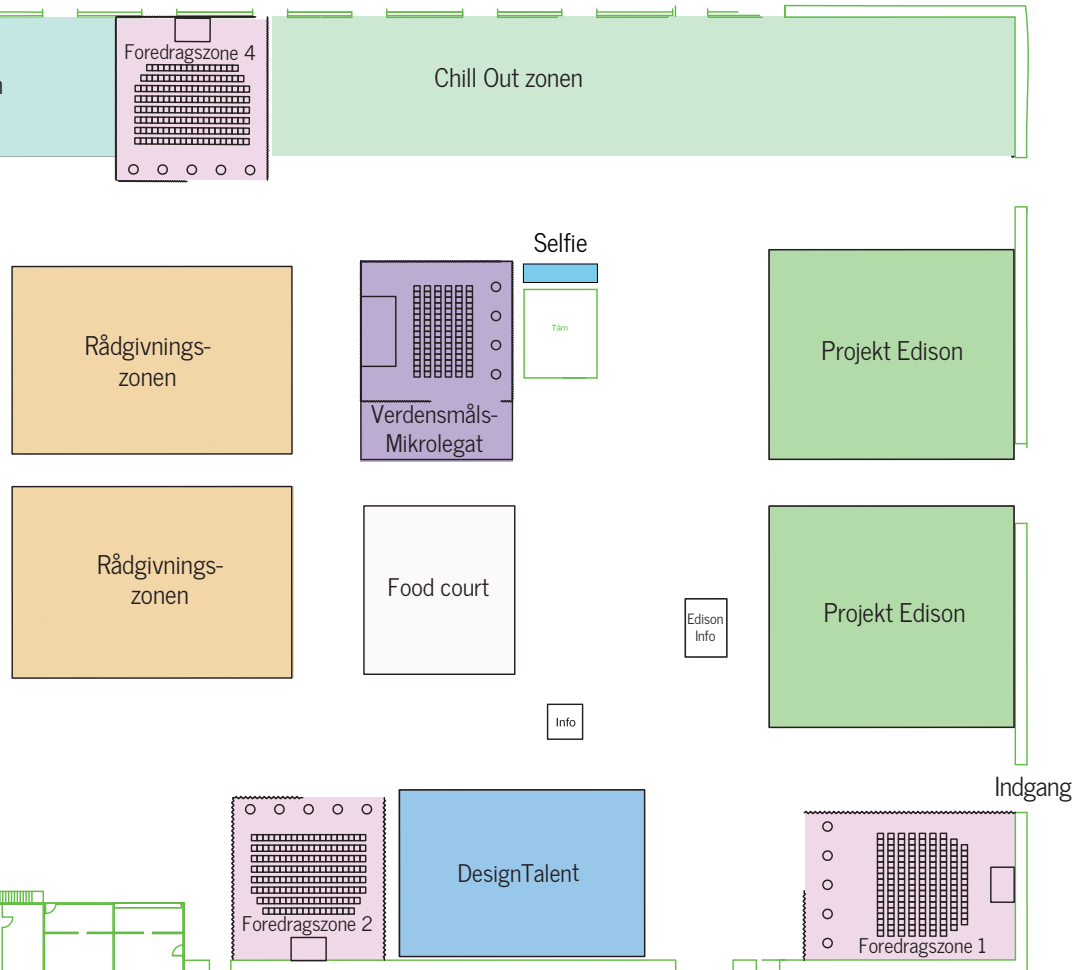 Foredragszone 4
Chill Out zonen
Selfie
Tårn
Rådgivnings-
zonen
Projekt Edison
Verdensmåls-
Mikrolegat
Rådgivnings-
zonen
Food court
Edison
Info
Projekt Edison
Info
Indgang
DesignTalent
Foredragszone 2
Foredragszone 1